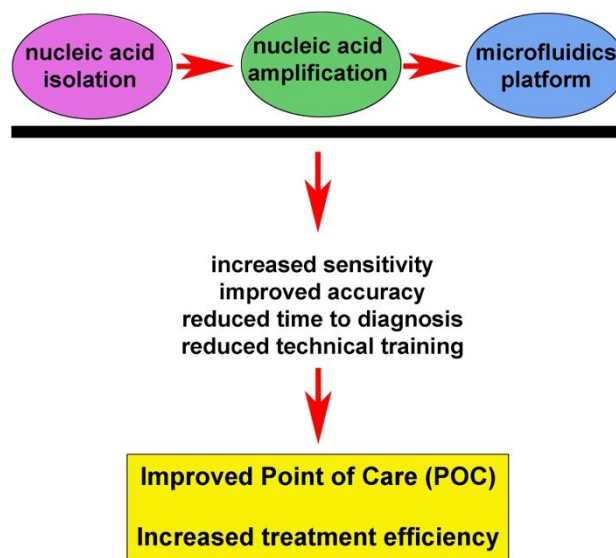 nucleic acid
isolation
nucleic acid
amplification
microfluidics
platform
increased sensitivity
improved accuracy
reduced time to diagnosis
reduced technical training
Improved Point of Care (POC)
Increased treatment efficiency